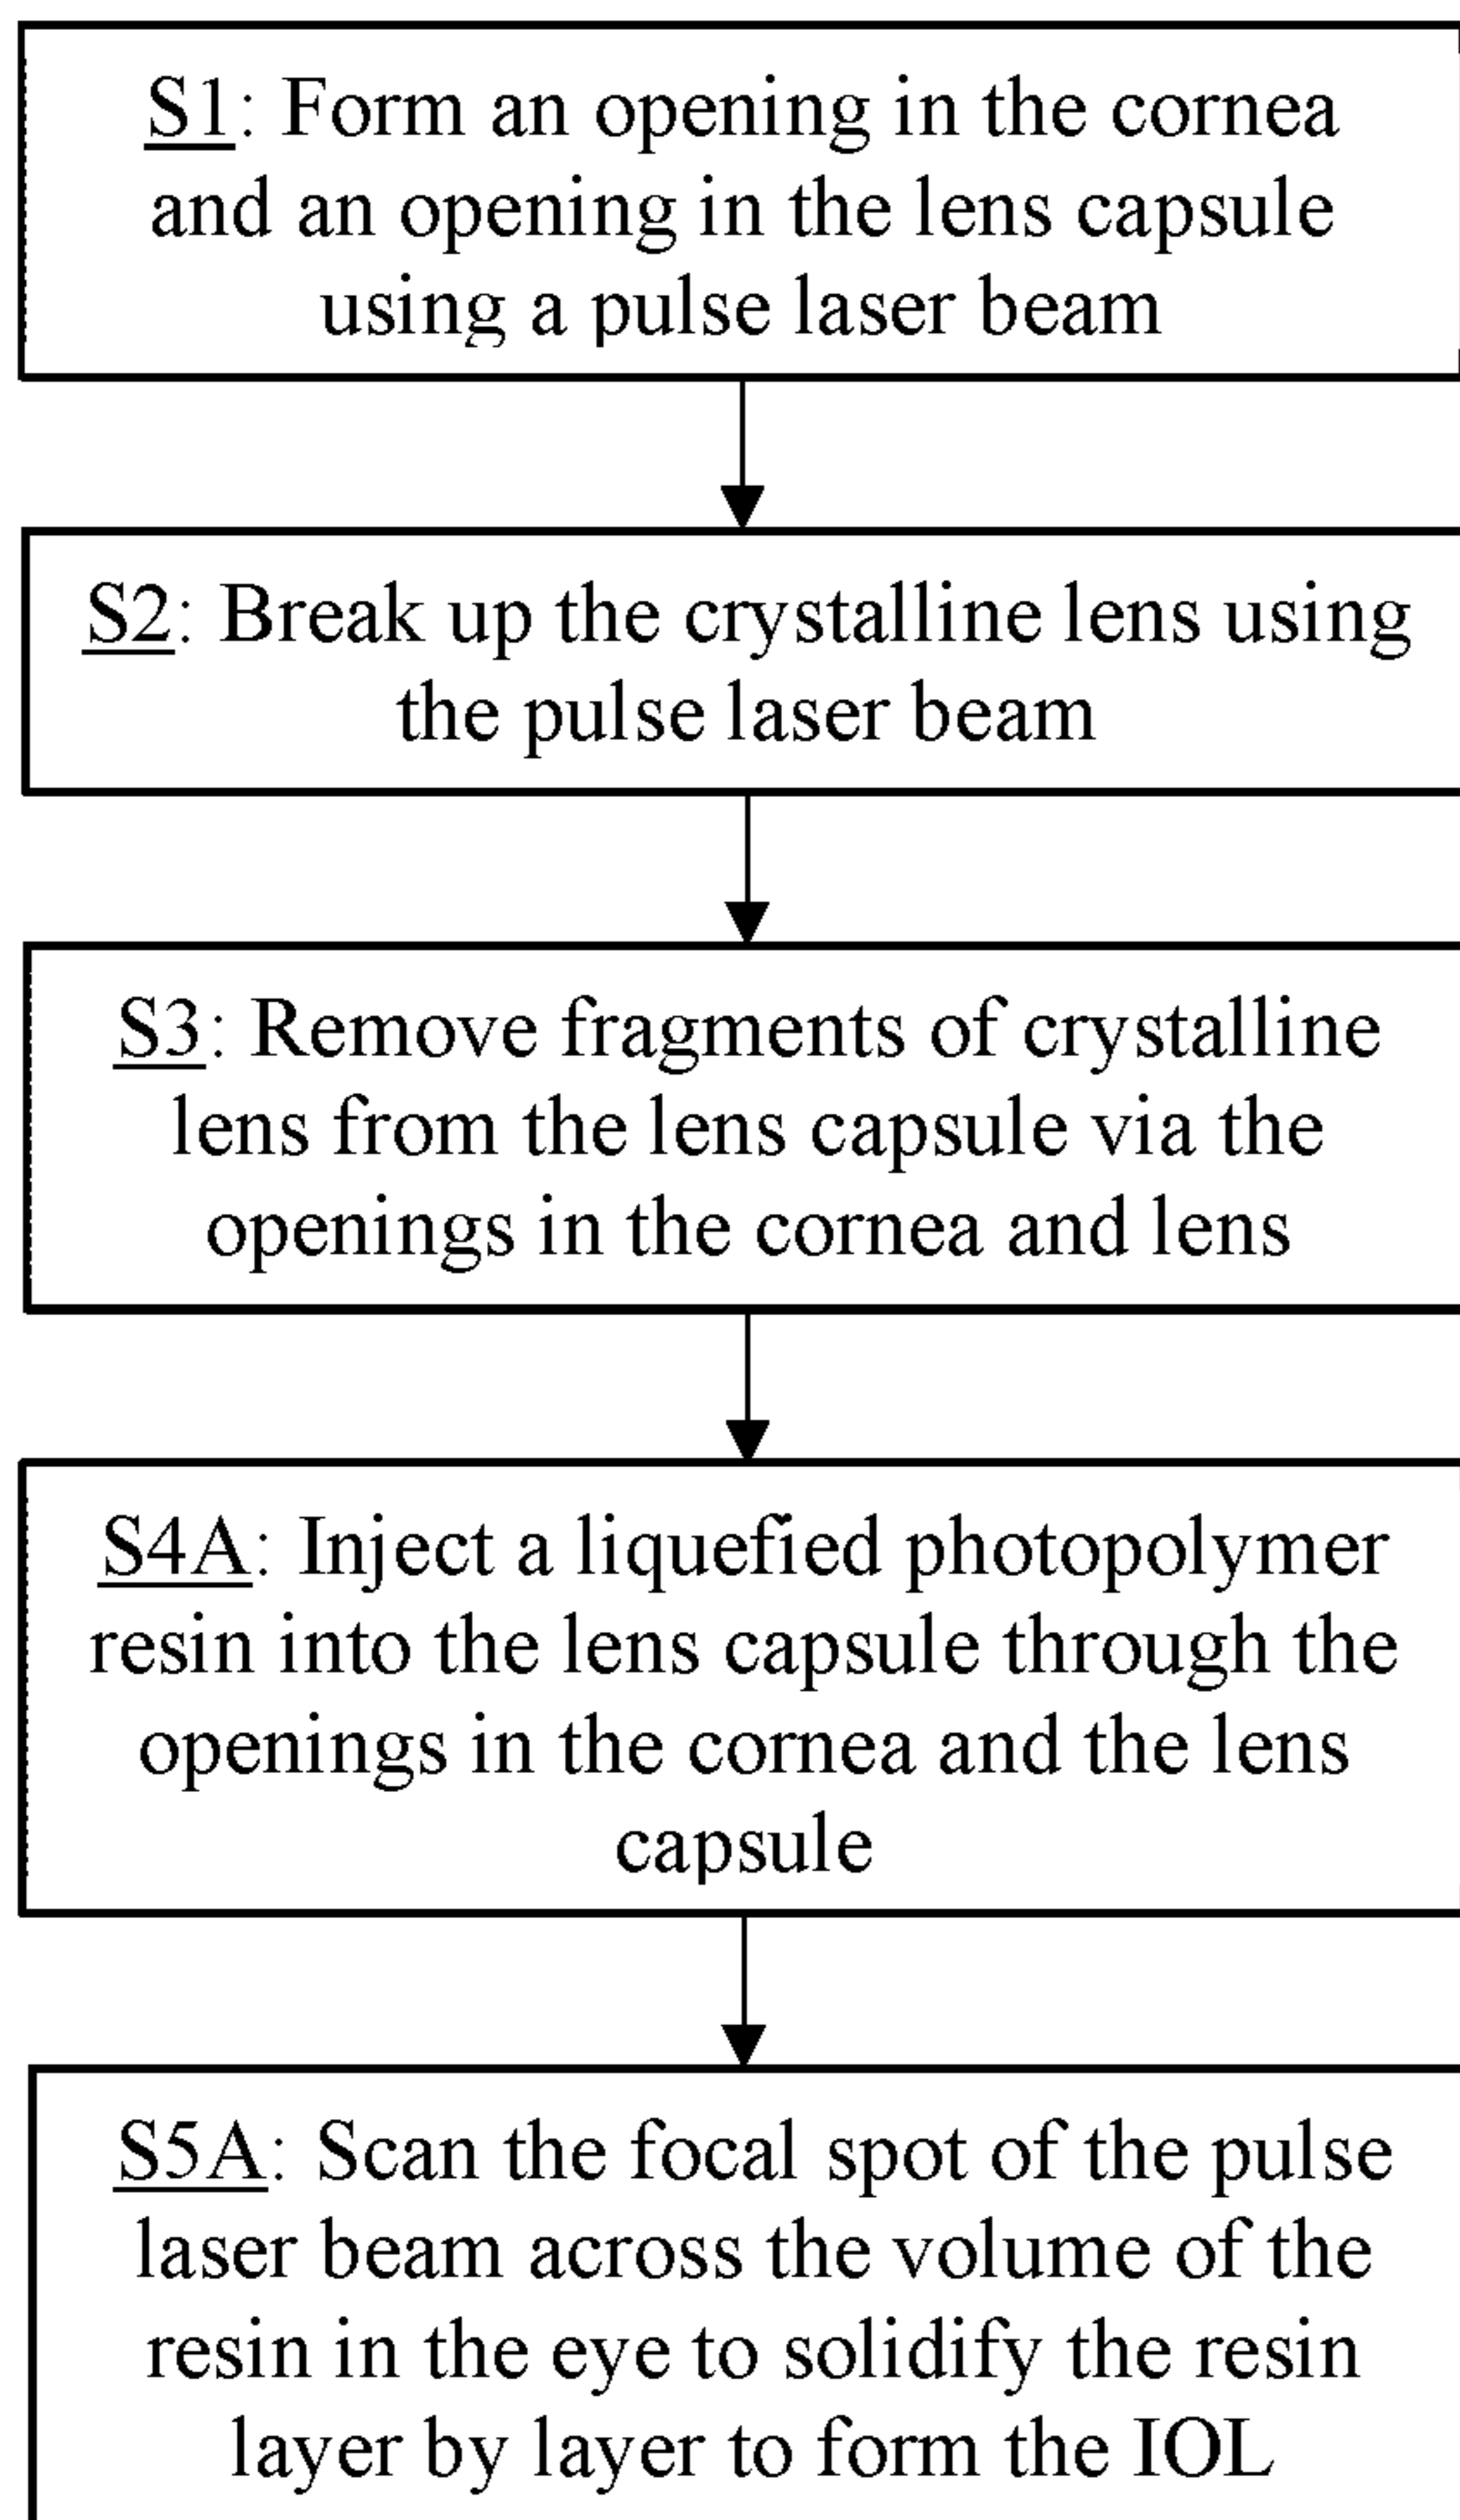 S1: Form an opening in the cornea
and an opening in the lens capsule
using a pulse laser beam
S2: Break up the crystalline lens using
the pulse laser beam
S3: Remove fragments of crystalline
lens from the lens capsule via the
openings in the cornea and lens
S4A: Inject a liquefied photopolymer
resin into the lens capsule through the
openings in the cornea and the lens
capsule
S5A: Scan the focal spot of the pulse
laser beam across the volume of the
resin in the eye to solidify the resin
layer by layer to form the IOL